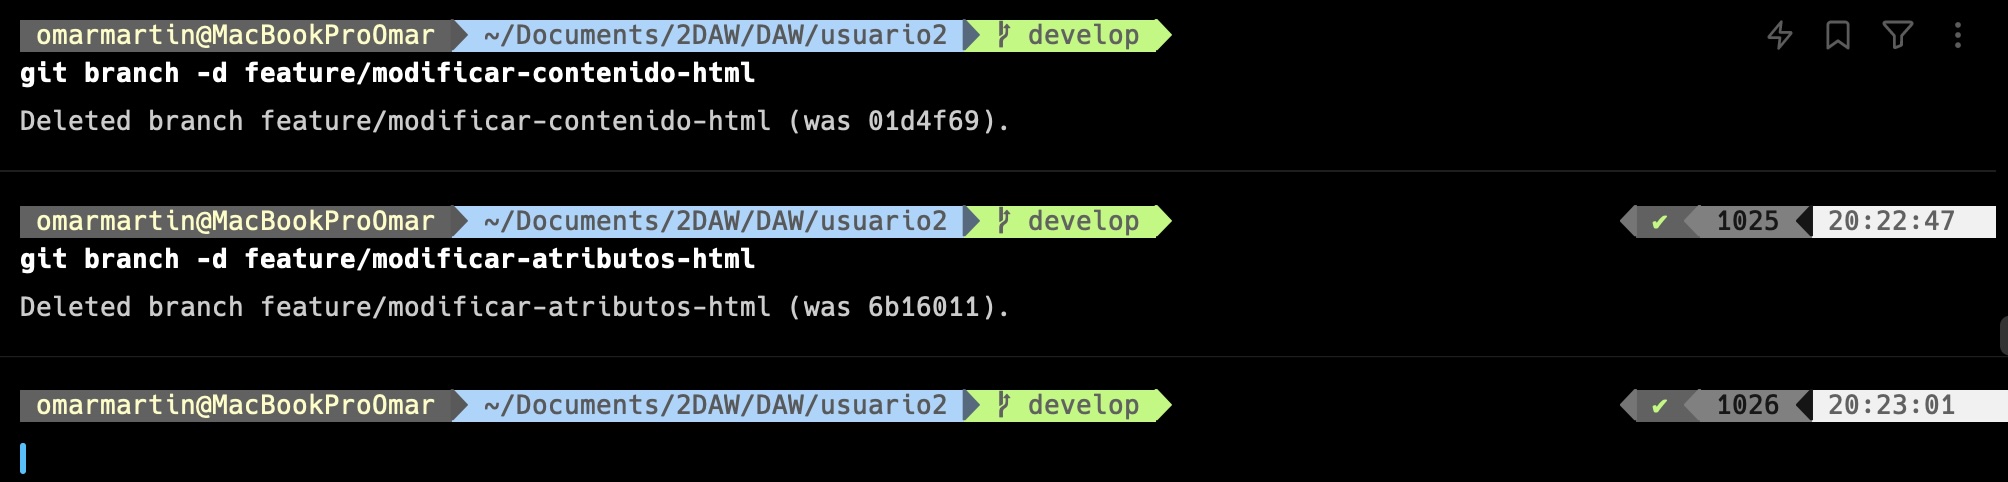 omarmartin@MacBookProOmar ~/Documents/2DAW/DAW/usuario2 develop
git branch -d feature/modificar-contenido-html
Deleted branch feature/modificar-contenido-html (was 01d4f69).
omarmartin@MacBookProOmar ~/Documents/2DAW/DAW/usuario2 develop ✔ 1025 20:22:47
git branch -d feature/modificar-atributos-html
Deleted branch feature/modificar-atributos-html (was 6b16011).
omarmartin@MacBookProOmar ~/Documents/2DAW/DAW/usuario2 develop ✔ 1026 20:23:01